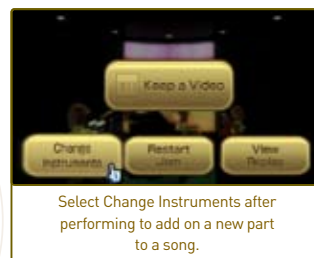 Keep a Video
Change
Instruments
Restart
Jam
View
Replay
Select Change Instruments after
performing to add on a new part
to a song.